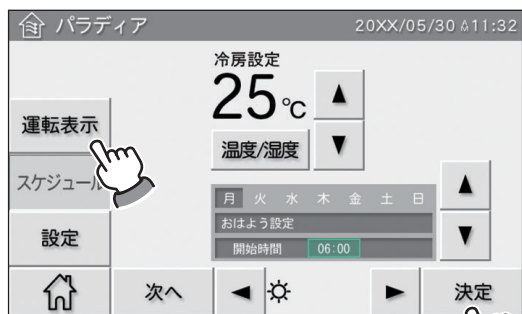 パラディア 20XX/05/30 11:32
冷房設定
25℃ ▲
運転表示
温度/湿度 ▼
スケジュール
月 火 水 木 金 土 日 ▲
おはよう設定
設定
開始時間 06:00 ▼
次へ ◄ ► 決定